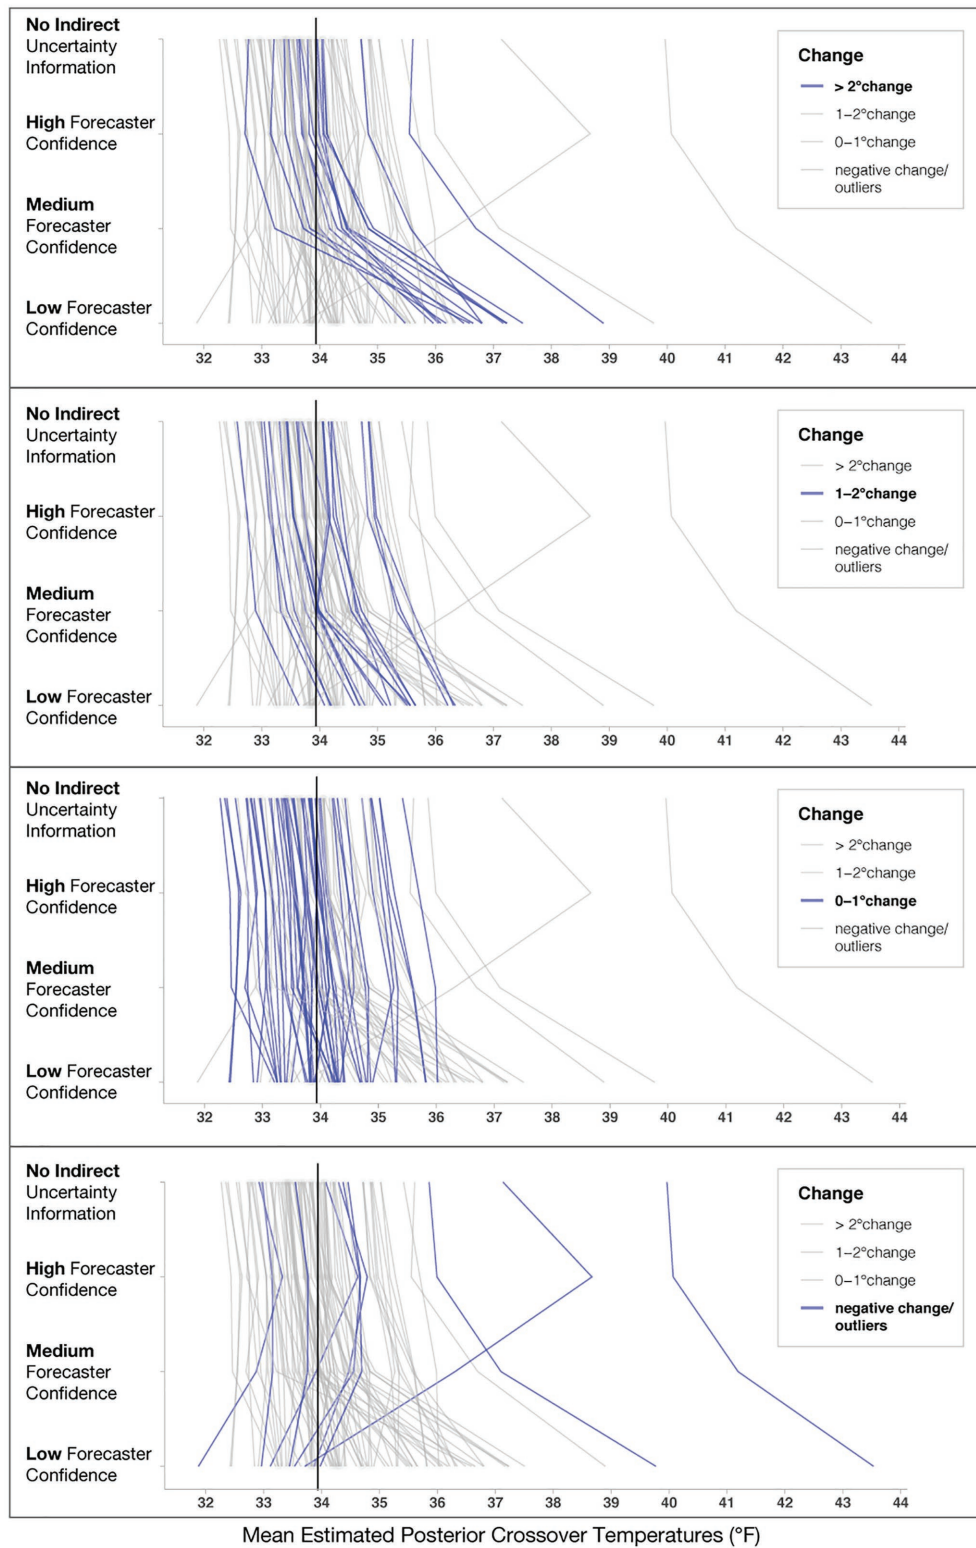 No Indirect
Uncertainty
Information
High Forecaster
Confidence
Medium
Forecaster
Confidence
Low Forecaster
Confidence
32 33 34 35 36 37 38 39 40 41 42 43 44
Change
> 2°change
1–2°change
0–1°change
negative change/
outliers
No Indirect
Uncertainty
Information
High Forecaster
Confidence
Medium
Forecaster
Confidence
Low Forecaster
Confidence
32 33 34 35 36 37 38 39 40 41 42 43 44
Change
> 2°change
1–2°change
0–1°change
negative change/
outliers
No Indirect
Uncertainty
Information
High Forecaster
Confidence
Medium
Forecaster
Confidence
Low Forecaster
Confidence
32 33 34 35 36 37 38 39 40 41 42 43 44
Change
> 2°change
1–2°change
0–1°change
negative change/
outliers
No Indirect
Uncertainty
Information
High Forecaster
Confidence
Medium
Forecaster
Confidence
Low Forecaster
Confidence
32 33 34 35 36 37 38 39 40 41 42 43 44
Change
> 2°change
1–2°change
0–1°change
negative change/
outliers
Mean Estimated Posterior Crossover Temperatures (°F)